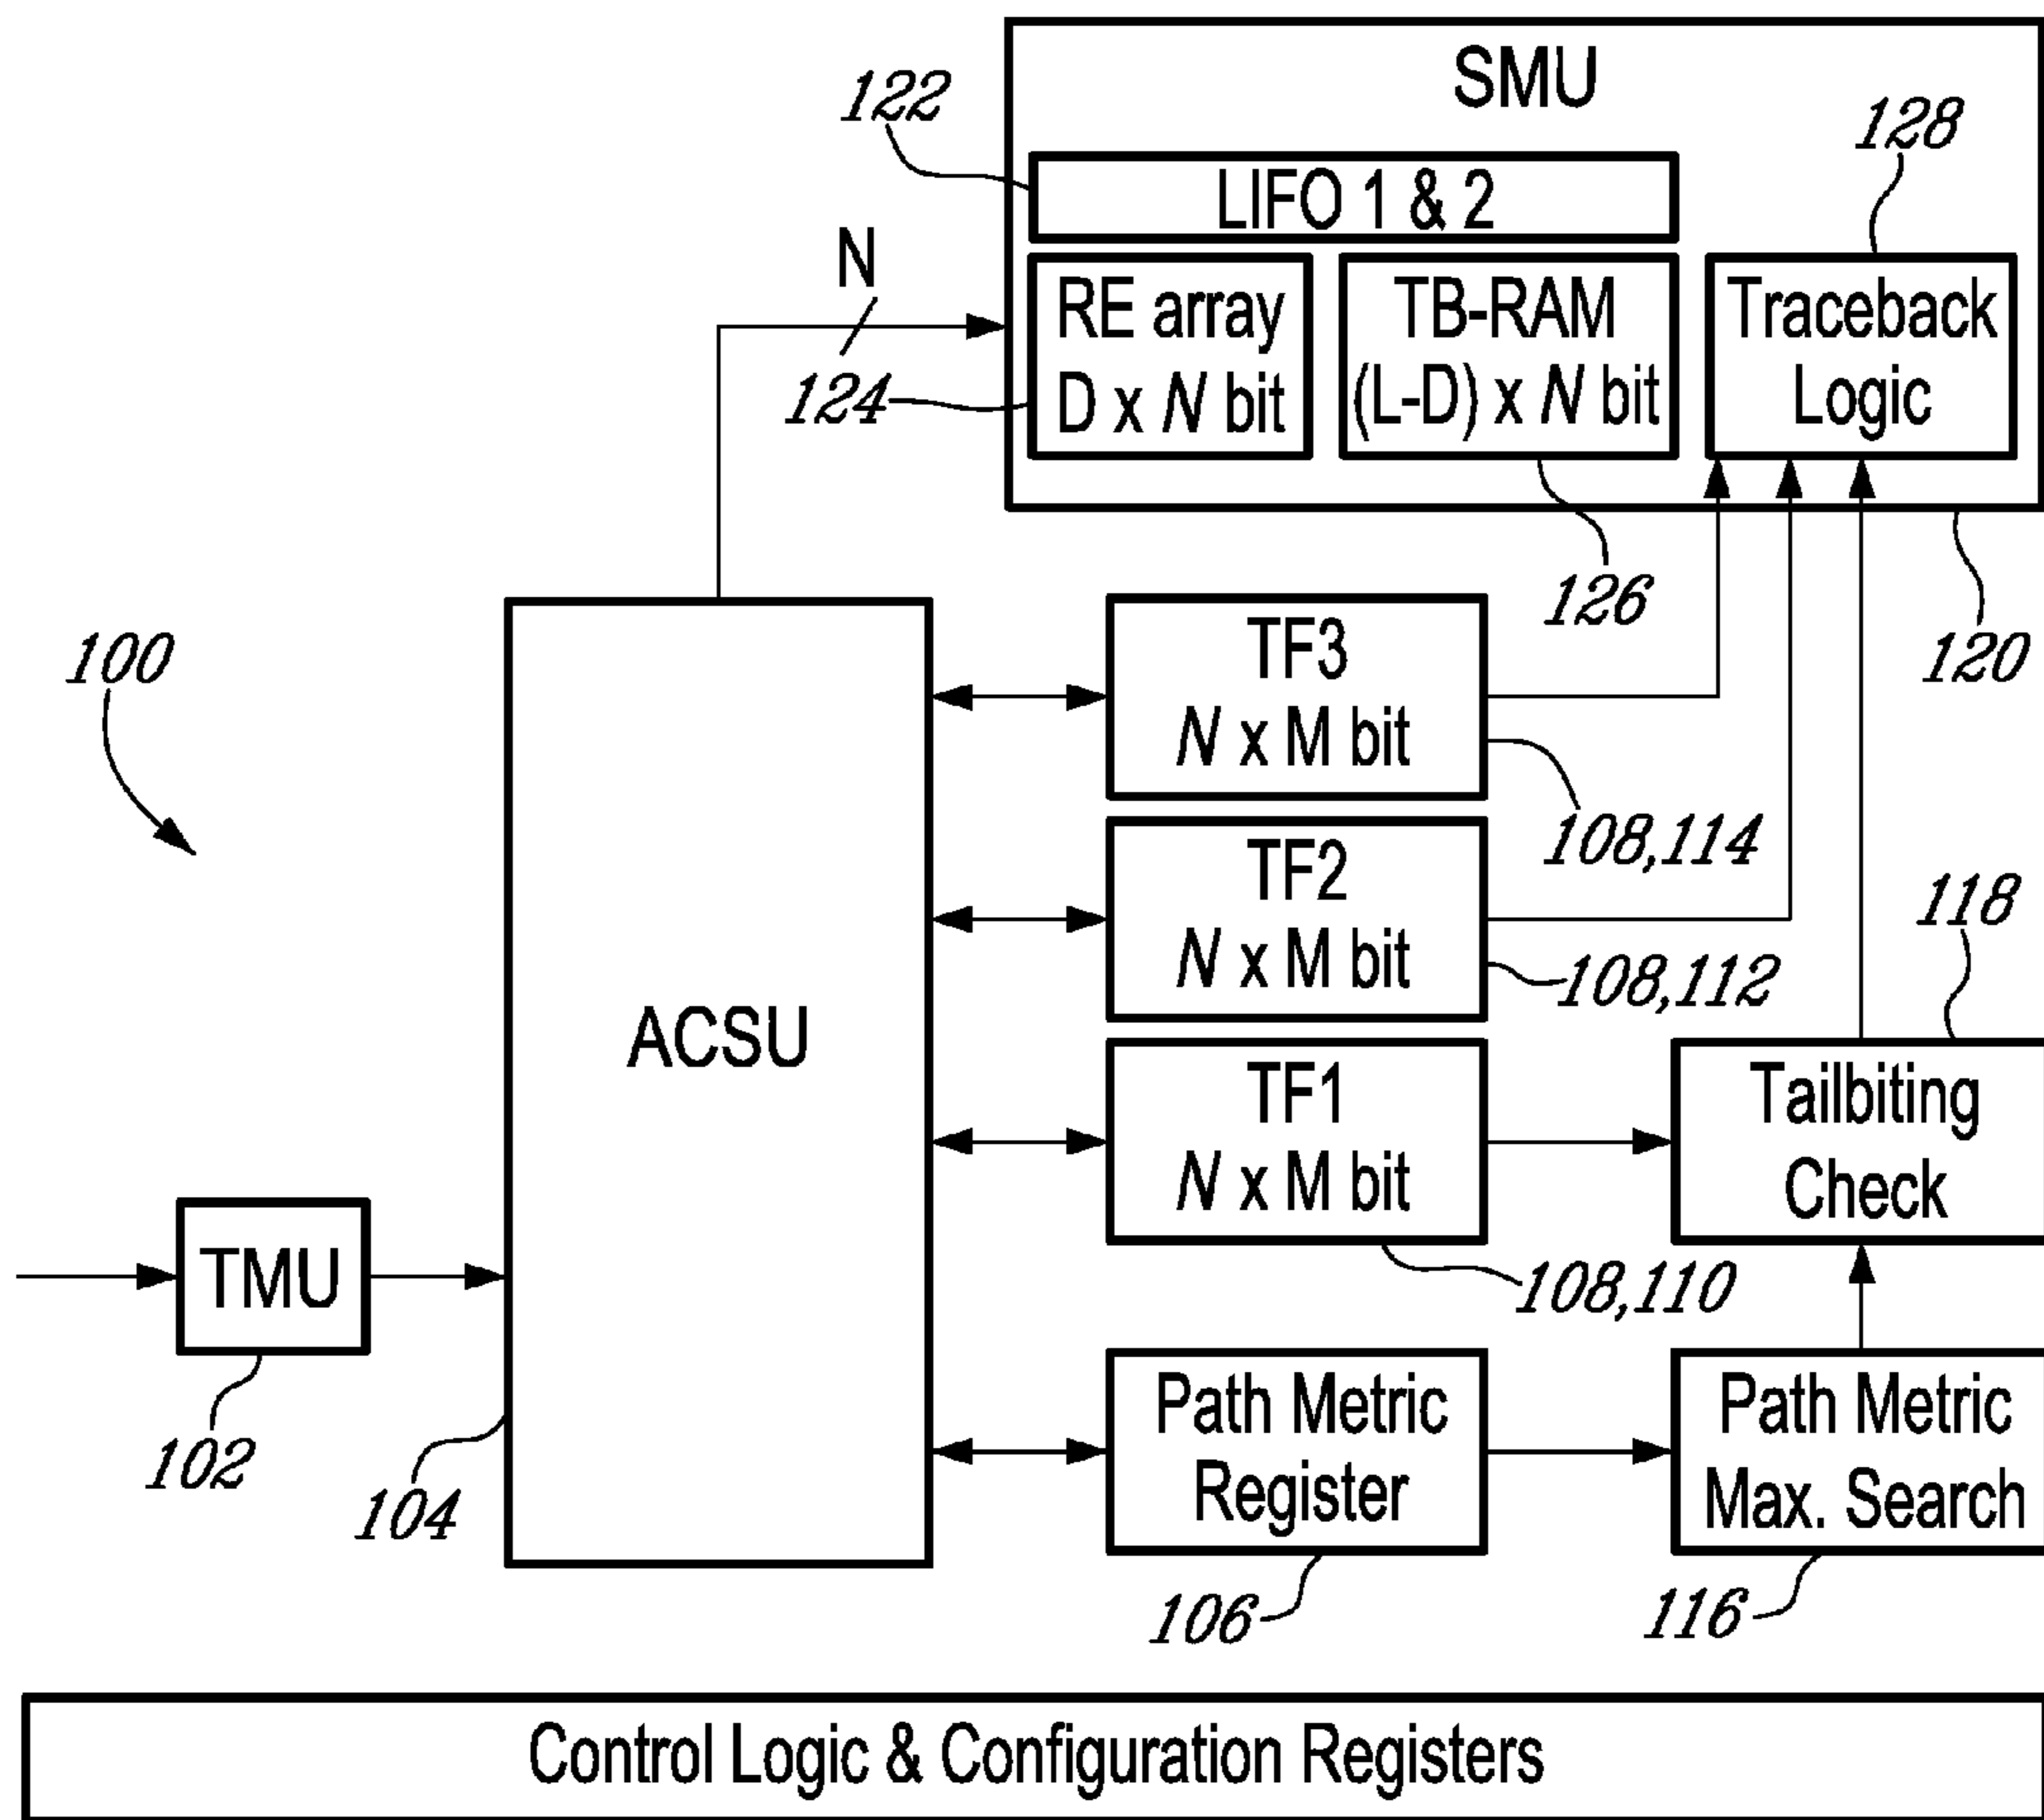 SMU
122
128
LIFO 1 & 2
N
RE array
D x N bit
TB-RAM
(L-D) x N bit
Traceback
Logic
124
126
120
100
TF3
N x M bit
108,114
TF2
N x M bit
108,112
118
ACSU
TF1
N x M bit
Tailbiting
Check
108,110
TMU
102
104
Path Metric
Register
Path Metric
Max. Search
106
116
Control Logic & Configuration Registers